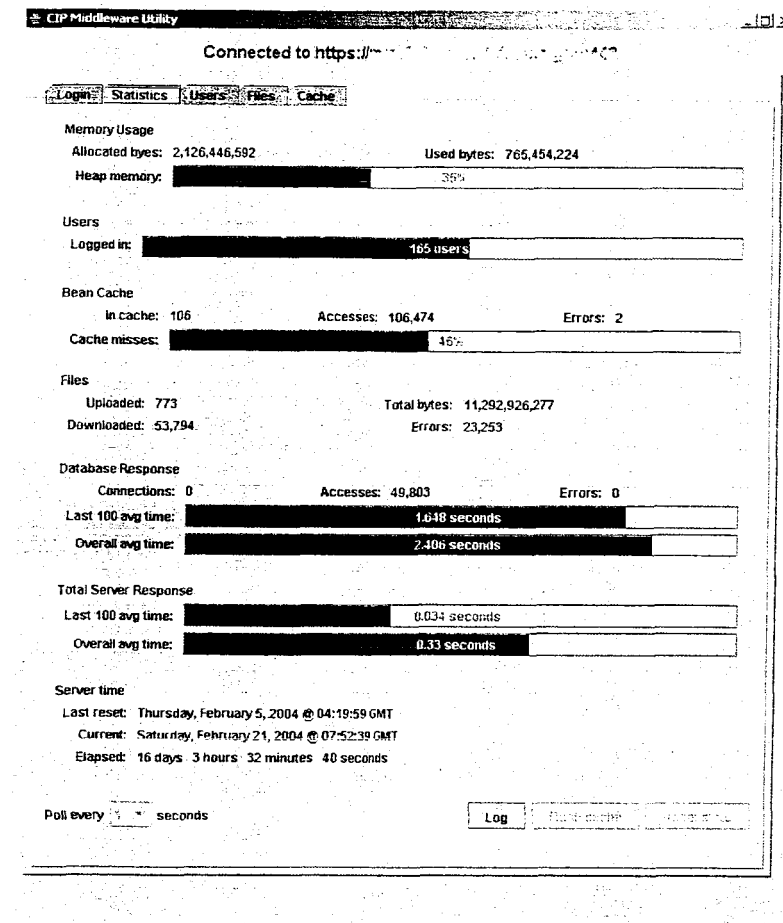 CIP Middleware Utility
Connected to https://
Login Statistics Users Files Cache
Memory Usage
Allocated byes: 2,126,446,592 Used bytes: 765,454,224
Heap memory: 35%
Users
Logged in: 165 users
Bean Cache
In cache: 106 Accesses: 106,474 Errors: 2
Cache misses: 46%
Files
Uploaded: 773 Total bytes: 11,292,926,277
Downloaded: 53,794 Errors: 23,253
Database Response
Connections: 0 Accesses: 49,803 Errors: 0
Last 100 avg time: 1.648 seconds
Overall avg time: 2.406 seconds
Total Server Response
Last 100 avg time: 0.034 seconds
Overall avg time: 0.33 seconds
Server time
Last reset: Thursday, February 5, 2004 @ 04:19:59 GMT
Current: Saturday, February 21, 2004 @ 07:52:39 GMT
Elapsed: 16 days 3 hours 32 minutes 40 seconds
Poll every seconds Log